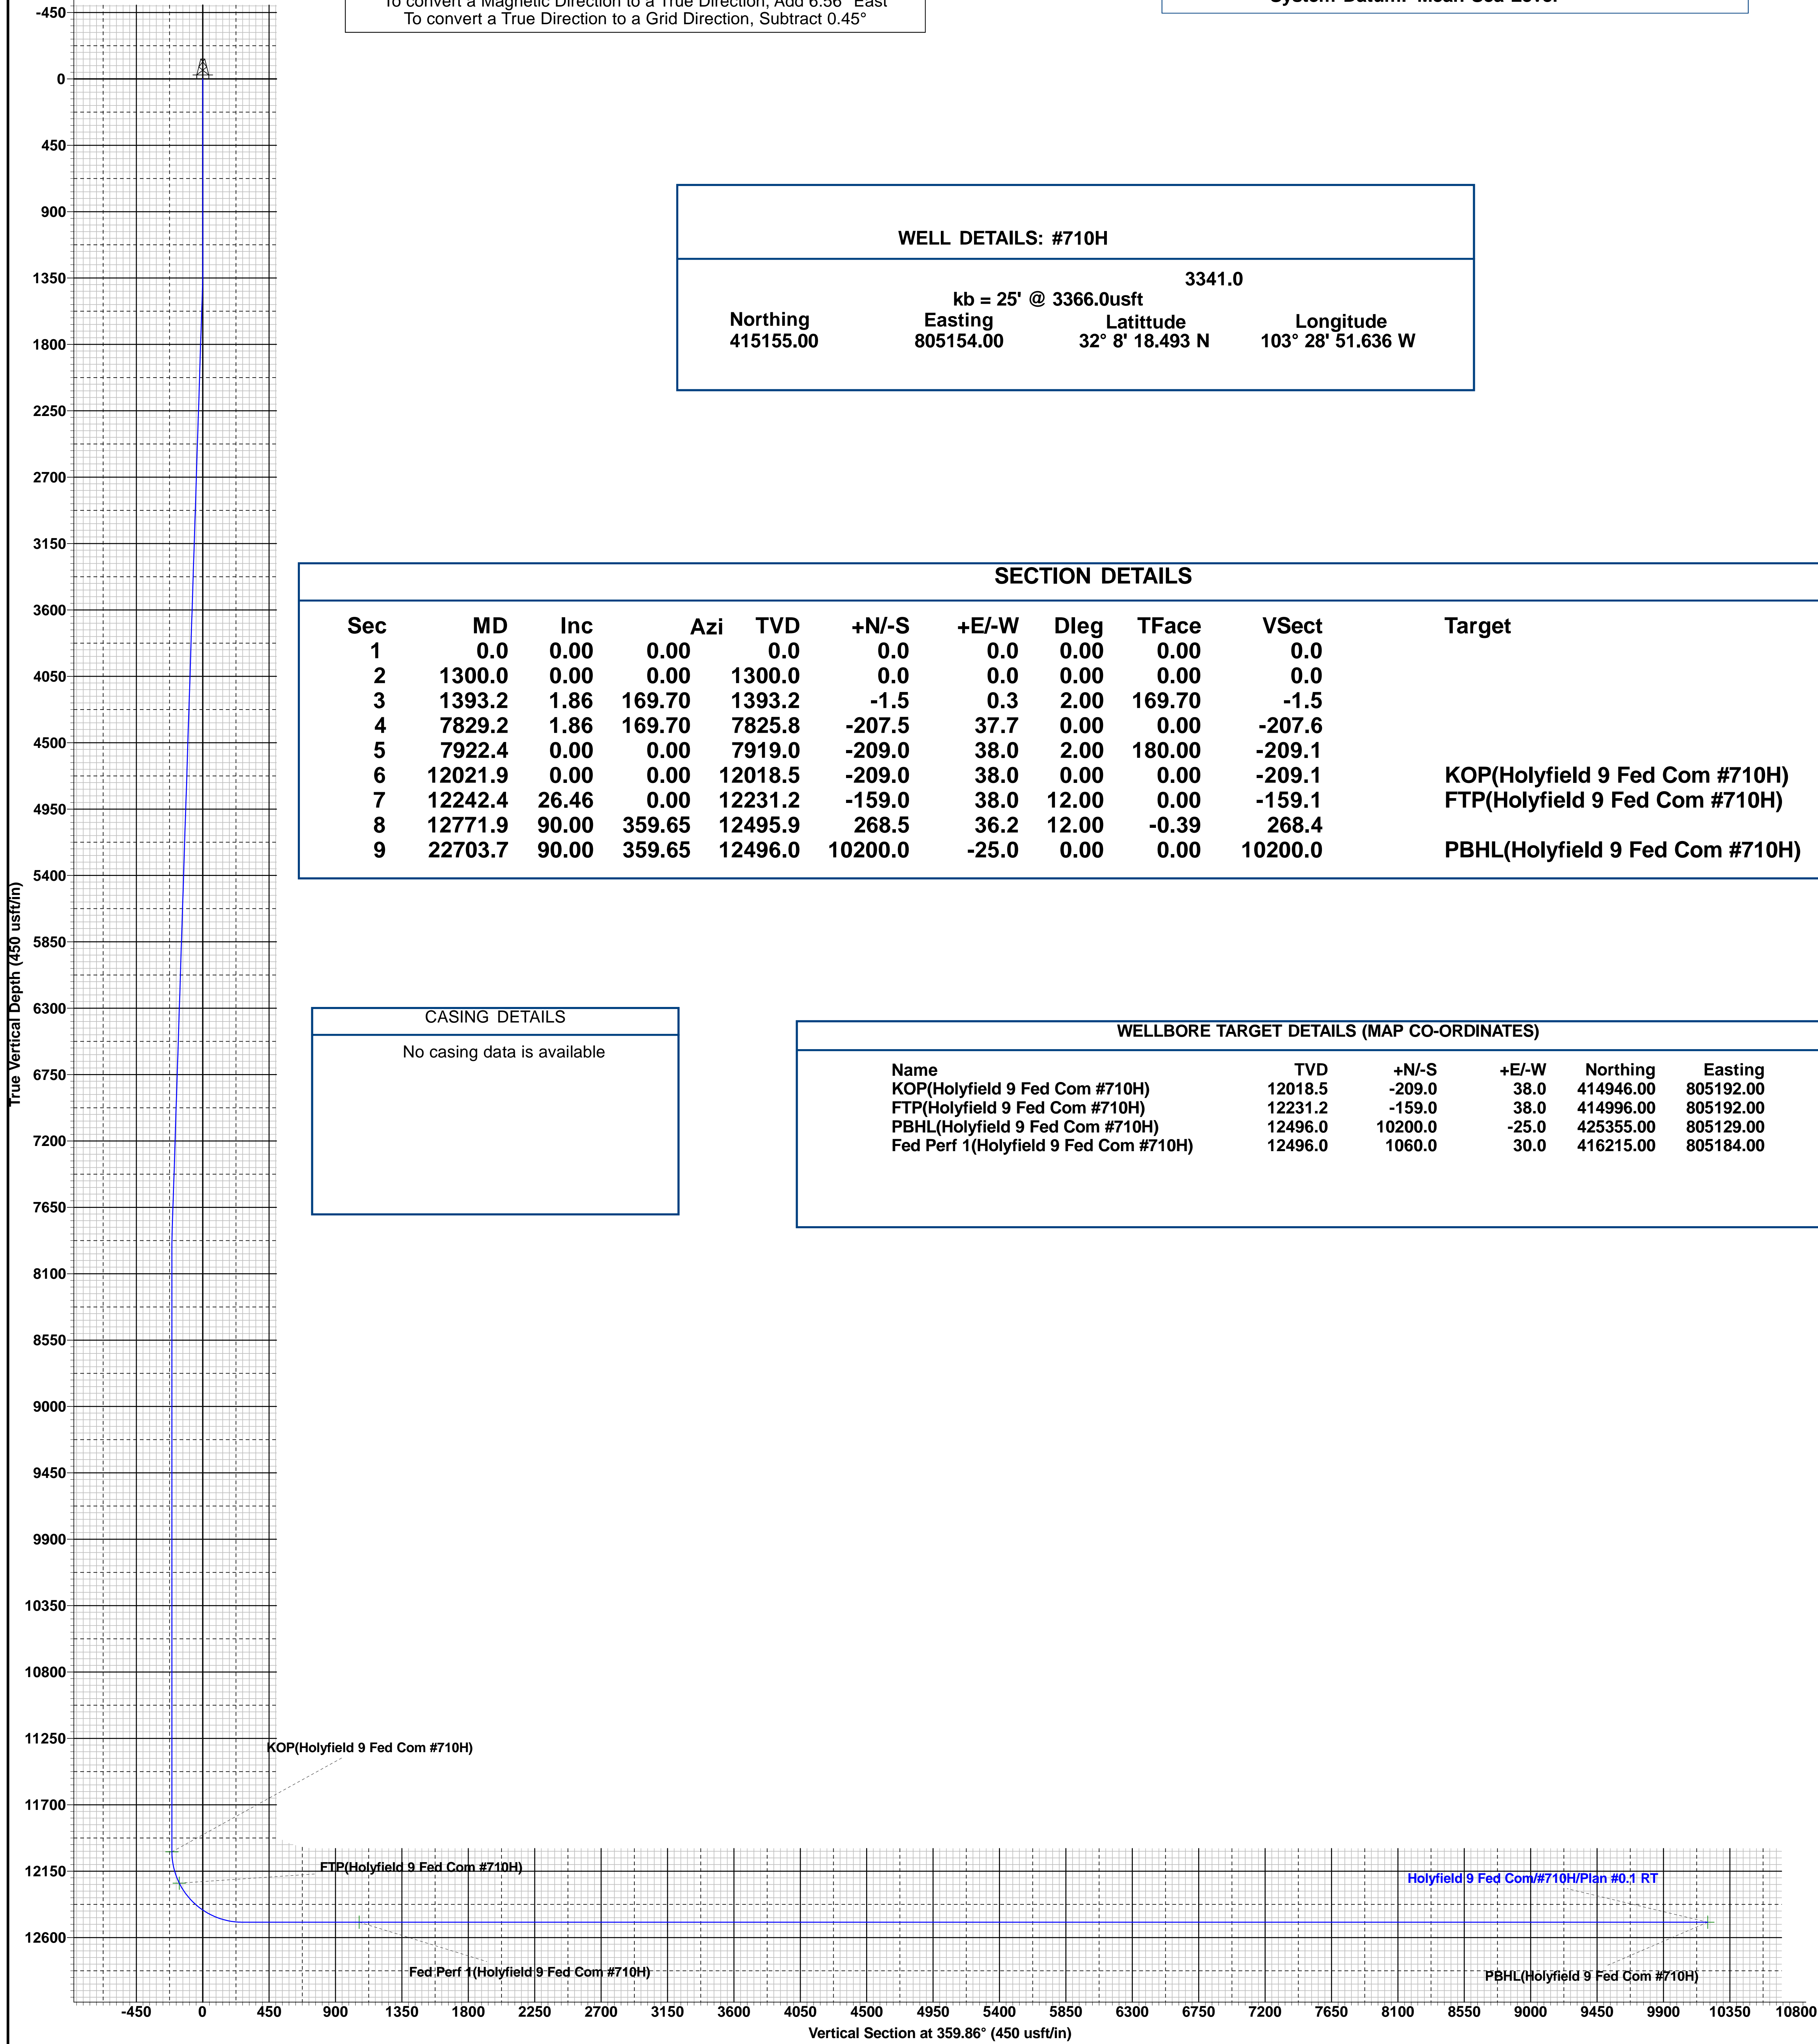 To convert a Magnetic Direction to a True Direction, Add 6.56° East
To convert a True Direction to a Grid Direction, Subtract 0.45°
System Datum: Mean Sea Level
WELL DETAILS: #710H
3341.0
kb = 25' @ 3366.0usft
Northing Easting Latittude Longitude
415155.00 805154.00 32° 8' 18.493 N 103° 28' 51.636 W
SECTION DETAILS
Sec MD Inc Azi TVD +N/-S +E/-W Dleg TFace VSect Target
1 0.0 0.00 0.00 0.0 0.0 0.0 0.00 0.00 0.0
2 1300.0 0.00 0.00 1300.0 0.0 0.0 0.00 0.00 0.0
3 1393.2 1.86 169.70 1393.2 -1.5 0.3 2.00 169.70 -1.5
4 7829.2 1.86 169.70 7825.8 -207.5 37.7 0.00 0.00 -207.6
5 7922.4 0.00 0.00 7919.0 -209.0 38.0 2.00 180.00 -209.1
6 12021.9 0.00 0.00 12018.5 -209.0 38.0 0.00 0.00 -209.1 KOP(Holyfield 9 Fed Com #710H)
7 12242.4 26.46 0.00 12231.2 -159.0 38.0 12.00 0.00 -159.1 FTP(Holyfield 9 Fed Com #710H)
8 12771.9 90.00 359.65 12495.9 268.5 36.2 12.00 -0.39 268.4
9 22703.7 90.00 359.65 12496.0 10200.0 -25.0 0.00 0.00 10200.0 PBHL(Holyfield 9 Fed Com #710H)
CASING DETAILS
No casing data is available
WELLBORE TARGET DETAILS (MAP CO-ORDINATES)
Name TVD +N/-S +E/-W Northing Easting
KOP(Holyfield 9 Fed Com #710H) 12018.5 -209.0 38.0 414946.00 805192.00
FTP(Holyfield 9 Fed Com #710H) 12231.2 -159.0 38.0 414996.00 805192.00
PBHL(Holyfield 9 Fed Com #710H) 12496.0 10200.0 -25.0 425355.00 805129.00
Fed Perf 1(Holyfield 9 Fed Com #710H) 12496.0 1060.0 30.0 416215.00 805184.00
True Vertical Depth (450 usft/in)
-450
0
450
900
1350
1800
2250
2700
3150
3600
4050
4500
4950
5400
5850
6300
6750
7200
7650
8100
8550
9000
9450
9900
10350
10800
11250
11700
12150
12600
KOP(Holyfield 9 Fed Com #710H)
FTP(Holyfield 9 Fed Com #710H)
Holyfield 9 Fed Com/#710H/Plan #0.1 RT
Fed Perf 1(Holyfield 9 Fed Com #710H)
PBHL(Holyfield 9 Fed Com #710H)
-450 0 450 900 1350 1800 2250 2700 3150 3600 4050 4500 4950 5400 5850 6300 6750 7200 7650 8100 8550 9000 9450 9900 10350 10800
Vertical Section at 359.86° (450 usft/in)